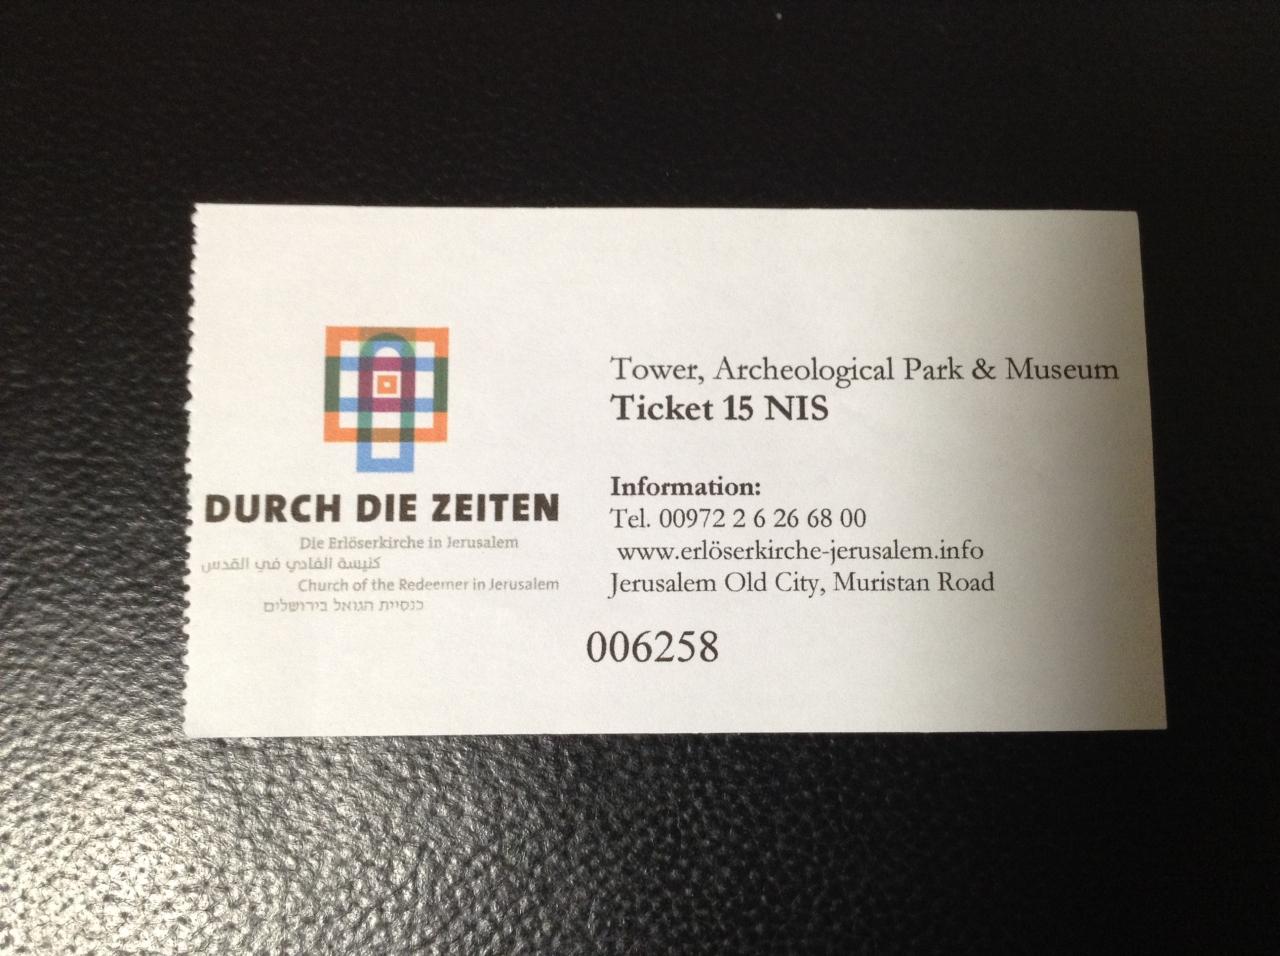 DURCH DIE ZEITEN
Die Erlöserkirche in Jerusalem
كنيسة الفادي في القدس
Church of the Redeemer in Jerusalem
כנסיית הגואל בירושלים
Tower, Archeological Park & Museum
Ticket 15 NIS
Information:
Tel. 00972 2 6 26 68 00
www.erlöserkirche-jerusalem.info
Jerusalem Old City, Muristan Road
006258